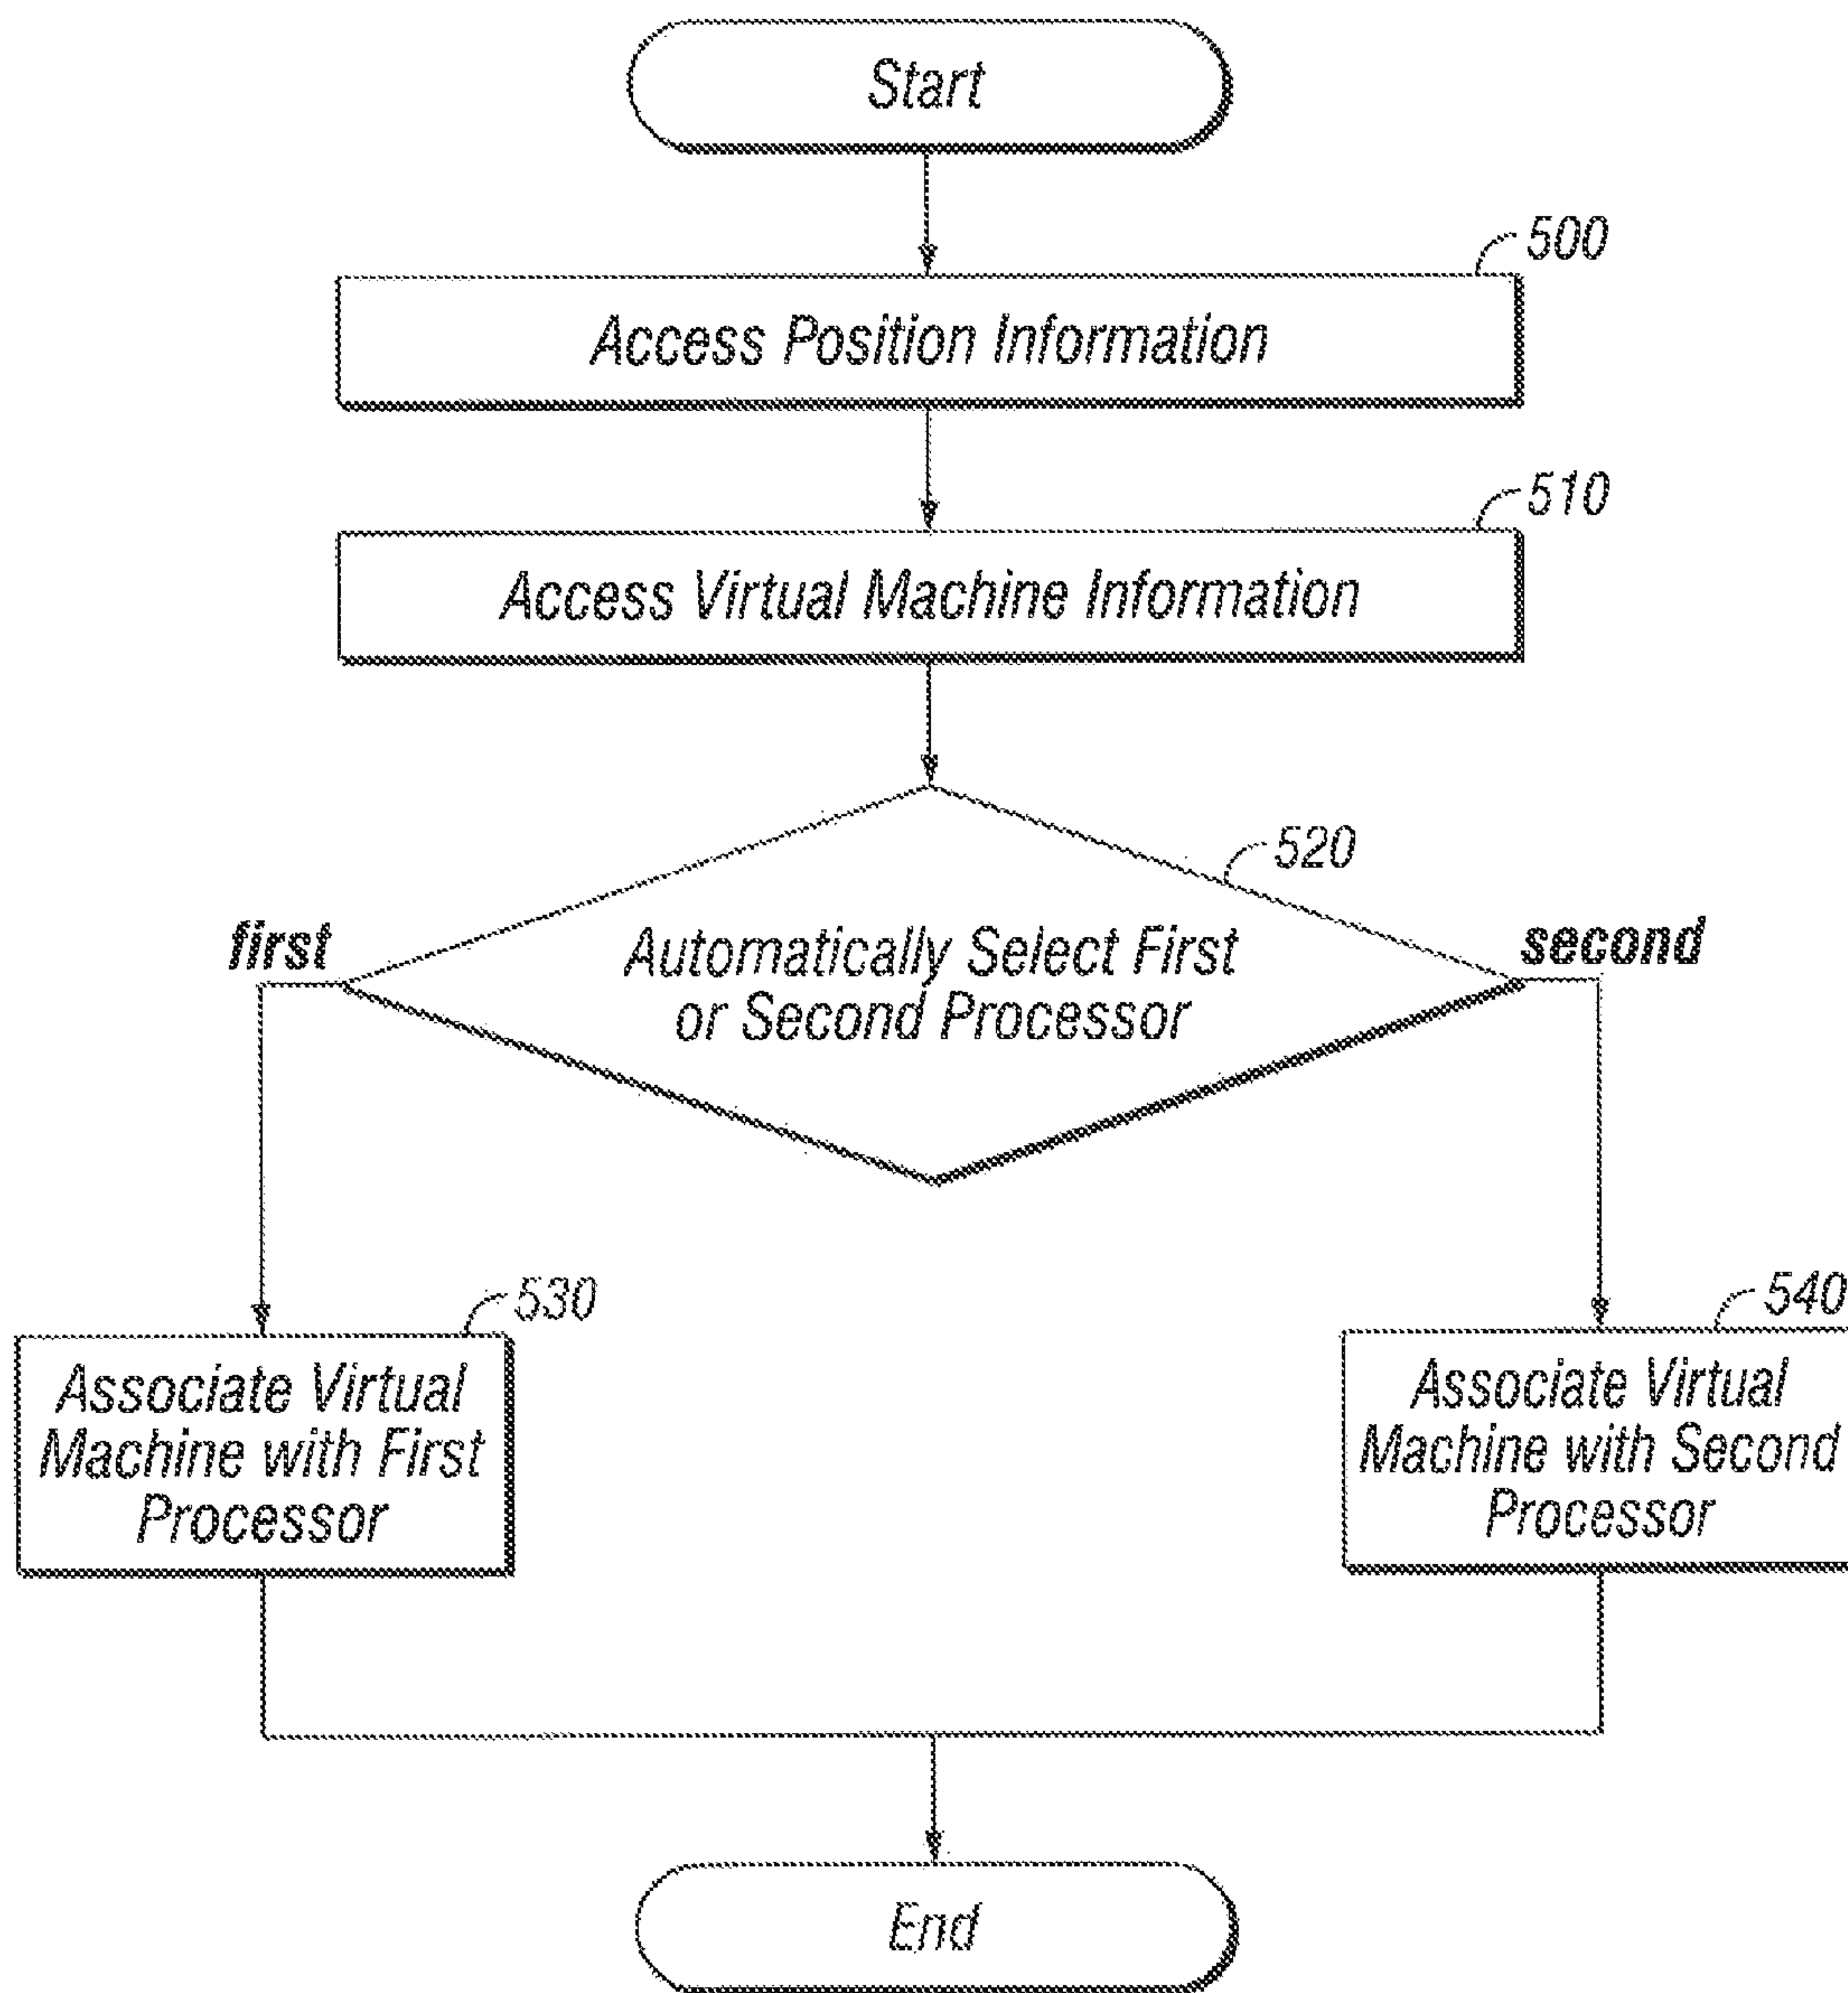 Start
500
Access Position Information
510
Access Virtual Machine Information
520
first
Automatically Select First
or Second Processor
second
530
Associate Virtual
Machine with First
Processor
540
Associate Virtual
Machine with Second
Processor
End